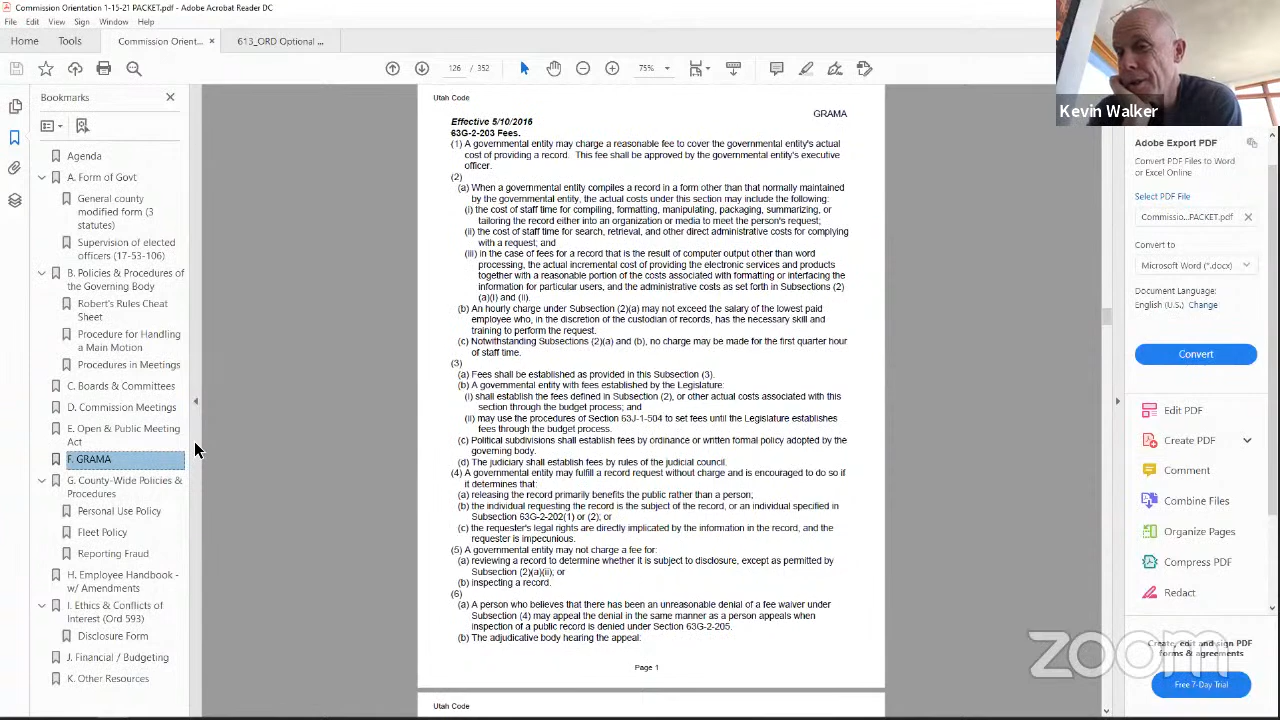 Commission Orientation 1-15-21 PACKET.pdf - Adobe Acrobat Reader DC
File Edit View Sign Window Help
Home Tools Commission Orient... × 613_ORD Optional ...
126 / 352 75%
Kevin Walker
Bookmarks
Agenda
A. Form of Govt
General county
modified form (3
statutes)
Supervision of elected
officers (17-53-106)
B. Policies & Procedures of
the Governing Body
Robert's Rules Cheat
Sheet
Procedure for Handling
a Main Motion
Procedures in Meetings
C. Boards & Committees
D. Commission Meetings
E. Open & Public Meeting
Act
F. GRAMA
G. County-Wide Policies &
Procedures
Personal Use Policy
Fleet Policy
Reporting Fraud
H. Employee Handbook -
w/ Amendments
I. Ethics & Conflicts of
Interest (Ord 593)
Disclosure Form
J. Financial / Budgeting
K. Other Resources
Utah Code
GRAMA
Effective 5/10/2016
63G-2-203 Fees.
(1) A governmental entity may charge a reasonable fee to cover the governmental entity's actual
cost of providing a record. This fee shall be approved by the governmental entity's executive
officer.
(2)
(a) When a governmental entity compiles a record in a form other than that normally maintained
by the governmental entity, the actual costs under this section may include the following:
(i) the cost of staff time for compiling, formatting, manipulating, packaging, summarizing, or
tailoring the record either into an organization or media to meet the person's request;
(ii) the cost of staff time for search, retrieval, and other direct administrative costs for complying
with a request; and
(iii) in the case of fees for a record that is the result of computer output other than word
processing, the actual incremental cost of providing the electronic services and products
together with a reasonable portion of the costs associated with formatting or interfacing the
information for particular users, and the administrative costs as set forth in Subsections (2)
(a)(i) and (ii).
(b) An hourly charge under Subsection (2)(a) may not exceed the salary of the lowest paid
employee who, in the discretion of the custodian of records, has the necessary skill and
training to perform the request.
(c) Notwithstanding Subsections (2)(a) and (b), no charge may be made for the first quarter hour
of staff time.
(3)
(a) Fees shall be established as provided in this Subsection (3).
(b) A governmental entity with fees established by the Legislature:
(i) shall establish the fees defined in Subsection (2), or other actual costs associated with this
section through the budget process; and
(ii) may use the procedures of Section 63J-1-504 to set fees until the Legislature establishes
fees through the budget process.
(c) Political subdivisions shall establish fees by ordinance or written formal policy adopted by the
governing body.
(d) The judiciary shall establish fees by rules of the judicial council.
(4) A governmental entity may fulfill a record request without charge and is encouraged to do so if
it determines that:
(a) releasing the record primarily benefits the public rather than a person;
(b) the individual requesting the record is the subject of the record, or an individual specified in
Subsection 63G-2-202(1) or (2); or
(c) the requester's legal rights are directly implicated by the information in the record, and the
requester is impecunious.
(5) A governmental entity may not charge a fee for:
(a) reviewing a record to determine whether it is subject to disclosure, except as permitted by
Subsection (2)(a)(ii); or
(b) inspecting a record.
(6)
(a) A person who believes that there has been an unreasonable denial of a fee waiver under
Subsection (4) may appeal the denial in the same manner as a person appeals when
inspection of a public record is denied under Section 63G-2-205.
(b) The adjudicative body hearing the appeal:
Page 1
Utah Code
Adobe Export PDF
Convert PDF Files to Word
or Excel Online
Select PDF File
Commissio...PACKET.pdf ×
Convert to
Microsoft Word (*.docx)
Document Language:
English (U.S.) Change
Convert
Edit PDF
Create PDF
Comment
Combine Files
Organize Pages
Compress PDF
Redact
Create, edit and sign PDF
forms & agreements
Free 7-Day Trial
zoom